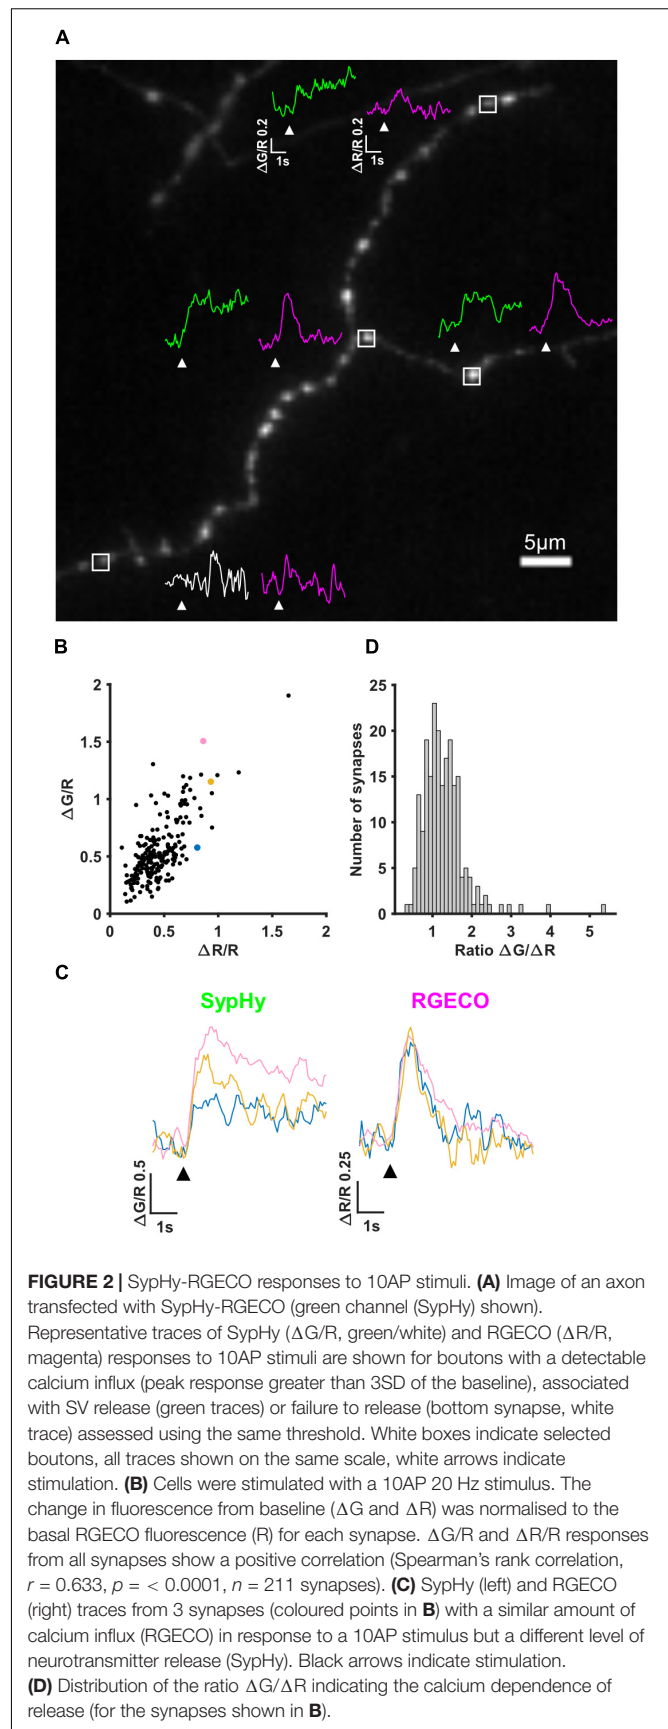 A
ΔG/R 0.2
1s
ΔR/R 0.2
1s
5µm
B
2
1.5
1
0.5
0
ΔG/R
0 0.5 1 1.5 2
ΔR/R
D
25
20
15
10
5
0
Number of synapses
1 2 3 4 5
Ratio ΔG/ΔR
C
SypHy
RGECO
ΔG/R 0.5
1s
ΔR/R 0.25
1s
FIGURE 2 | SypHy-RGECO responses to 10AP stimuli. (A) Image of an axon
transfected with SypHy-RGECO (green channel (SypHy) shown).
Representative traces of SypHy (ΔG/R, green/white) and RGECO (ΔR/R,
magenta) responses to 10AP stimuli are shown for boutons with a detectable
calcium influx (peak response greater than 3SD of the baseline), associated
with SV release (green traces) or failure to release (bottom synapse, white
trace) assessed using the same threshold. White boxes indicate selected
boutons, all traces shown on the same scale, white arrows indicate
stimulation. (B) Cells were stimulated with a 10AP 20 Hz stimulus. The
change in fluorescence from baseline (ΔG and ΔR) was normalised to the
basal RGECO fluorescence (R) for each synapse. ΔG/R and ΔR/R responses
from all synapses show a positive correlation (Spearman's rank correlation,
r = 0.633, p = < 0.0001, n = 211 synapses). (C) SypHy (left) and RGECO
(right) traces from 3 synapses (coloured points in B) with a similar amount of
calcium influx (RGECO) in response to a 10AP stimulus but a different level of
neurotransmitter release (SypHy). Black arrows indicate stimulation.
(D) Distribution of the ratio ΔG/ΔR indicating the calcium dependence of
release (for the synapses shown in B).